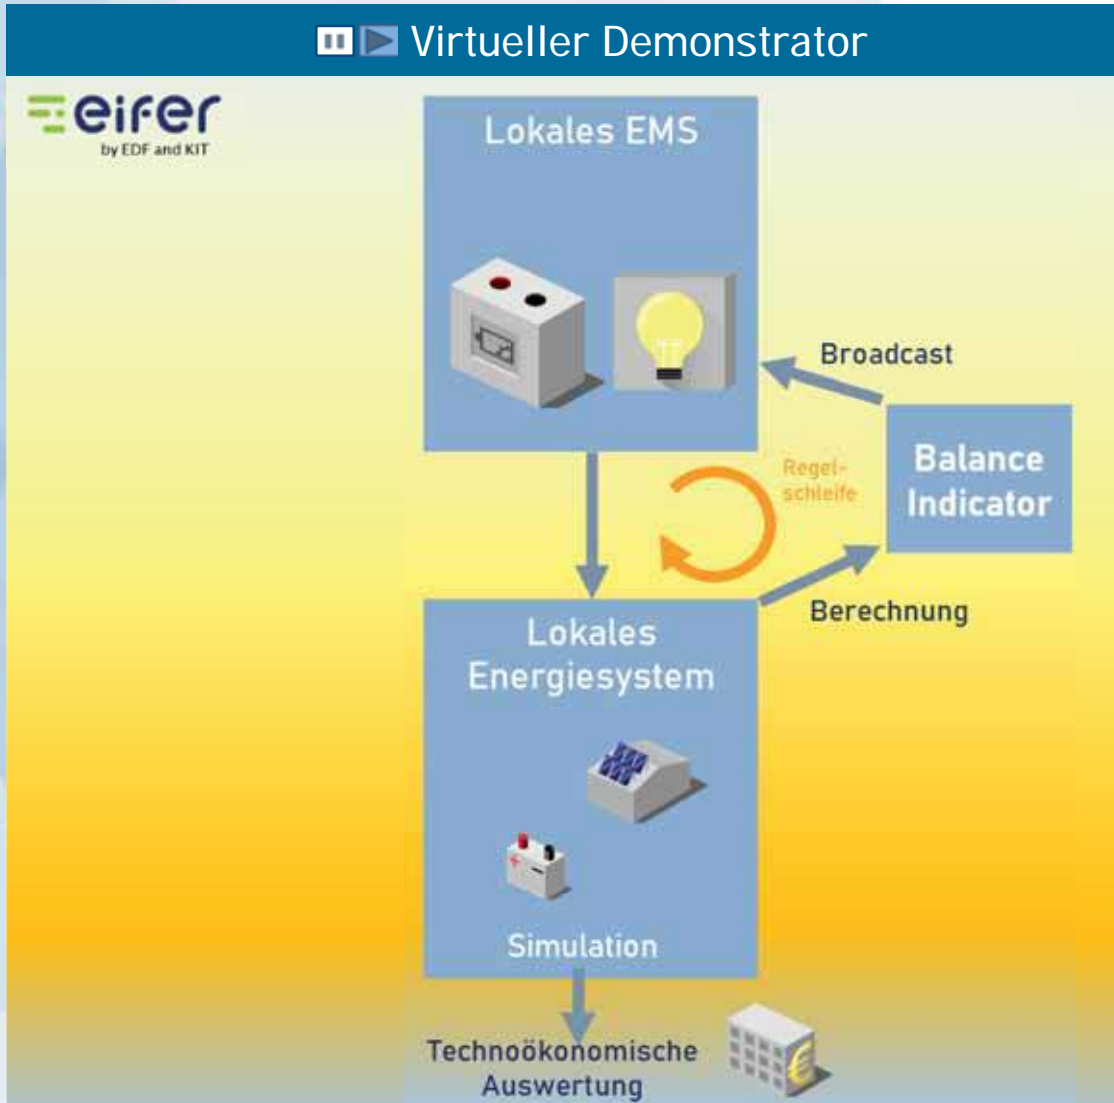 Virtueller Demonstrator
eifer
by EDF and KIT
Lokales EMS
Broadcast
Balance
Indicator
Regel-
schleife
Berechnung
Lokales
Energiesystem
Simulation
Technoökonomische
Auswertung